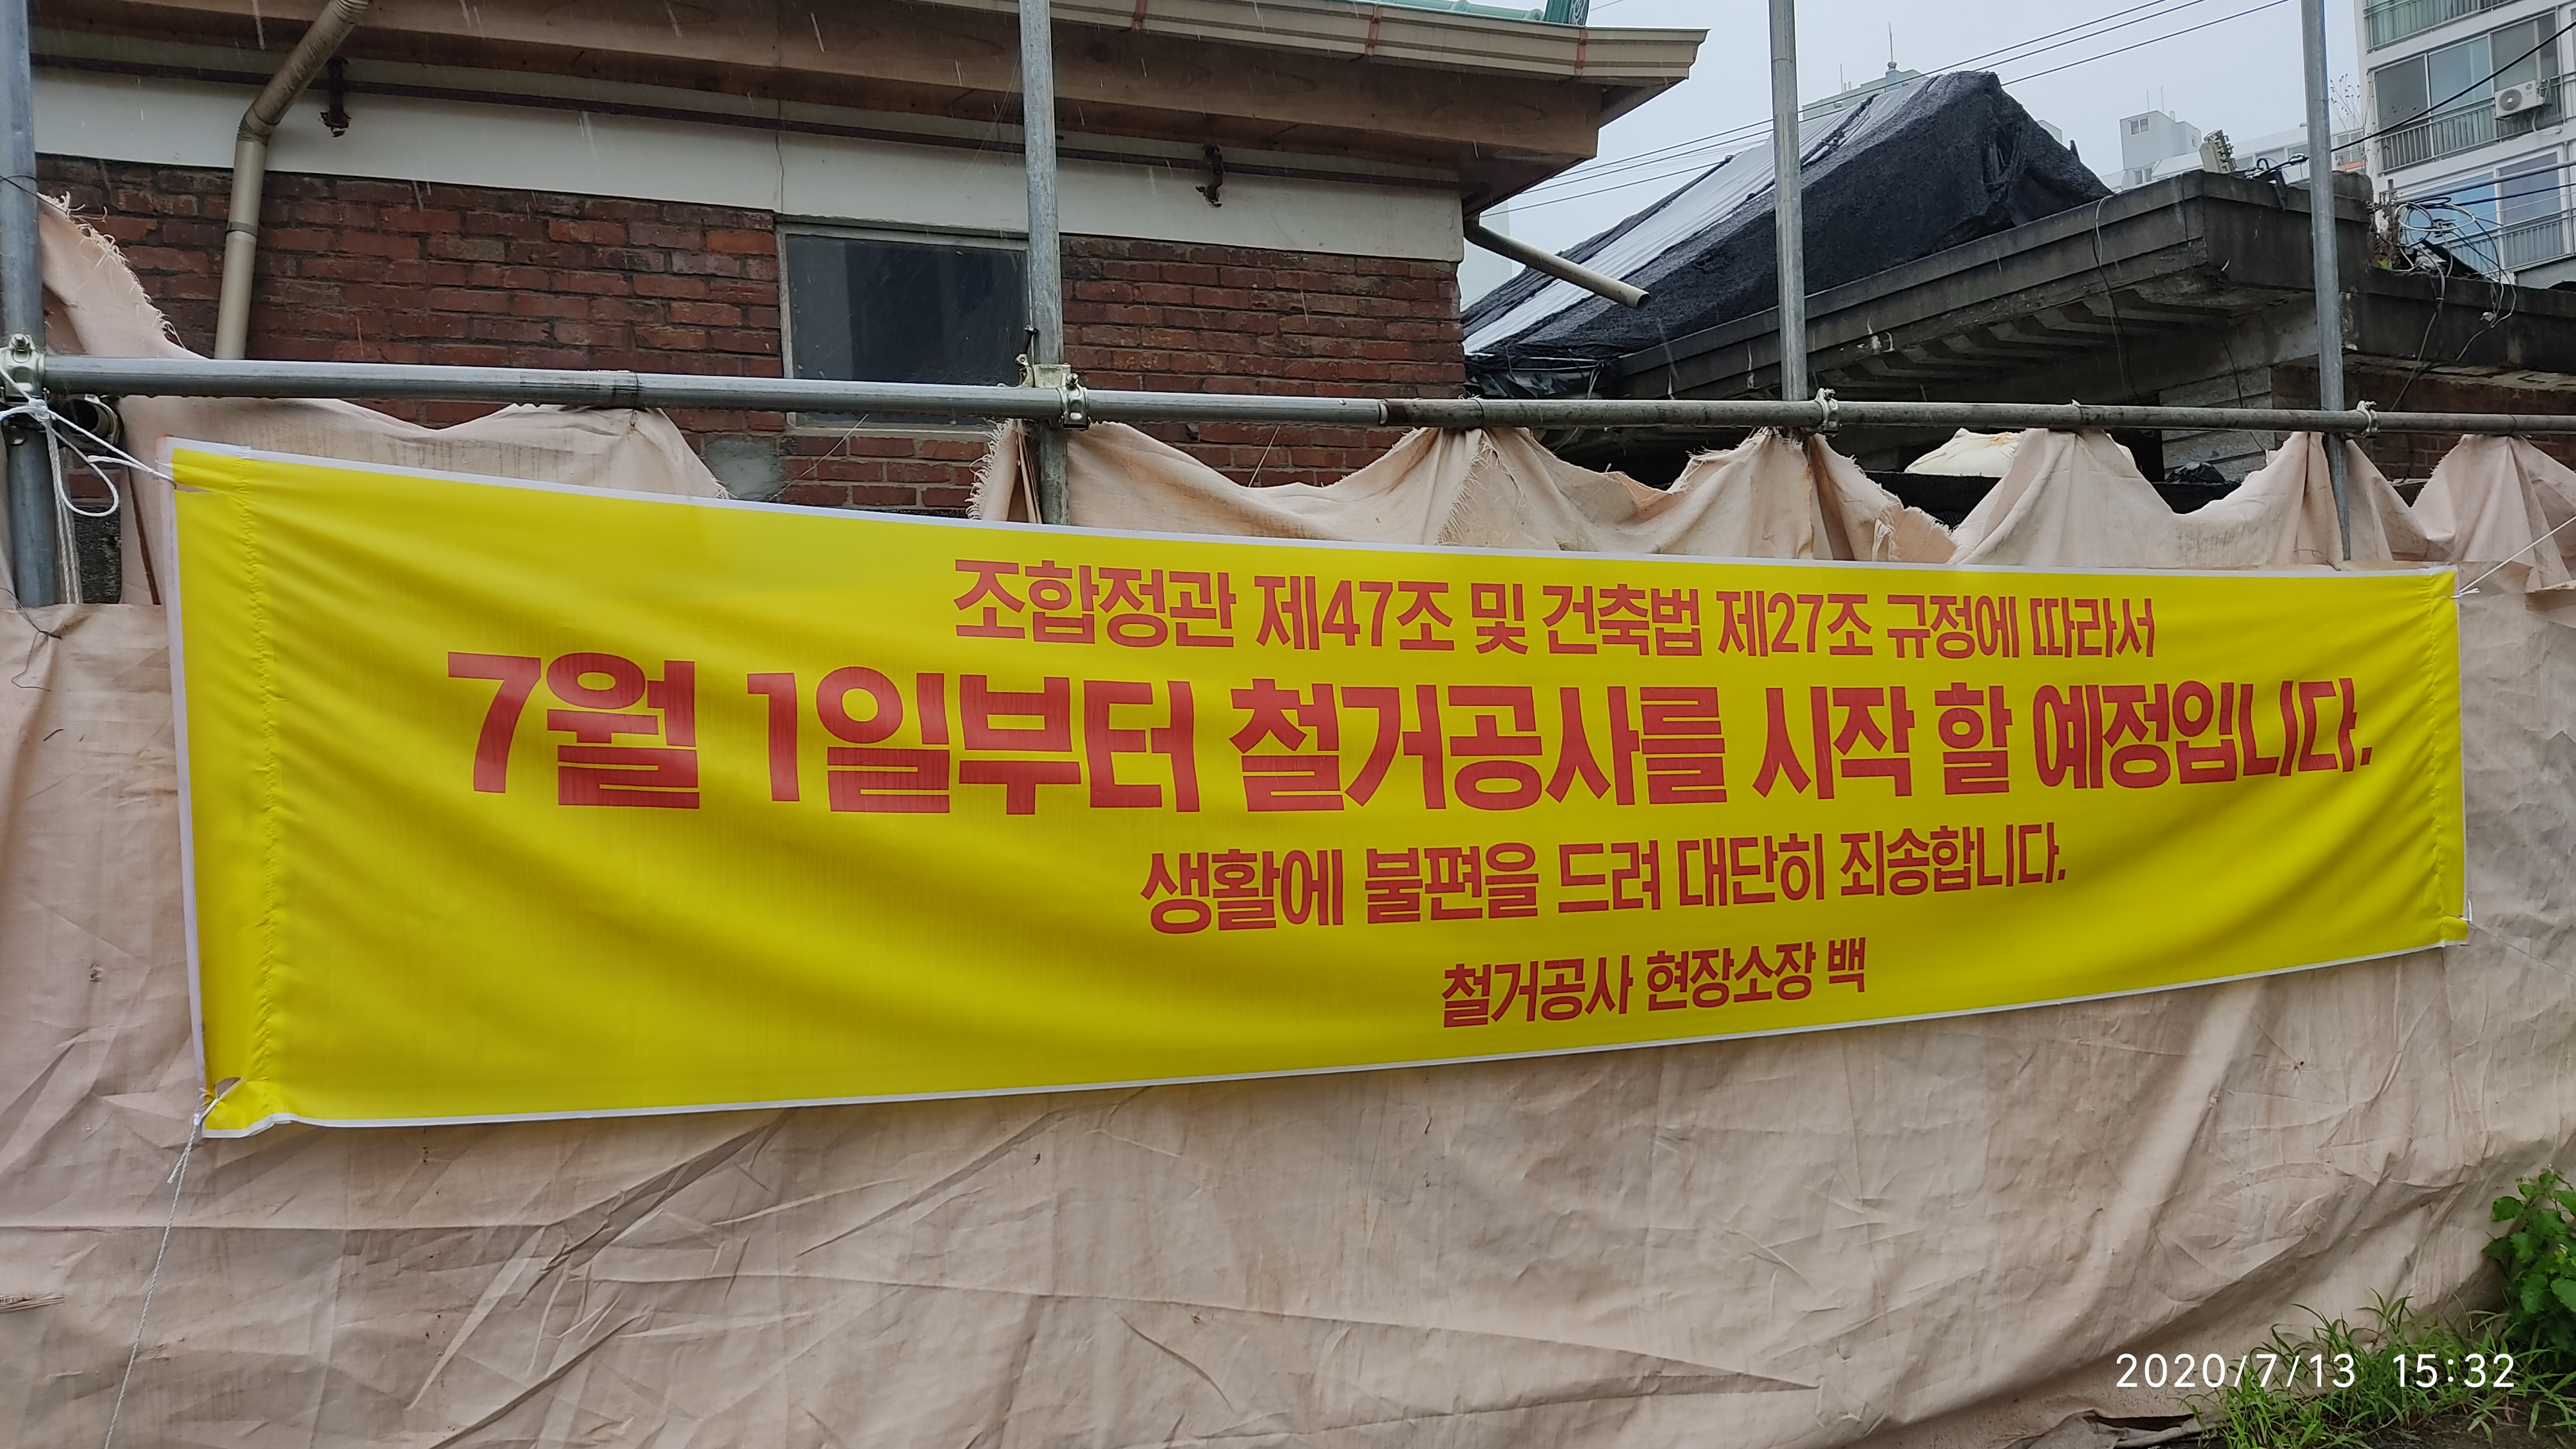 조합정관 제47조 및 건축법 제27조 규정에 따라서
7월 1일부터 철거공사를 시작 할 예정입니다.
생활에 불편을 드려 대단히 죄송합니다.
철거공사 현장소장 백
2020/7/13 15:32